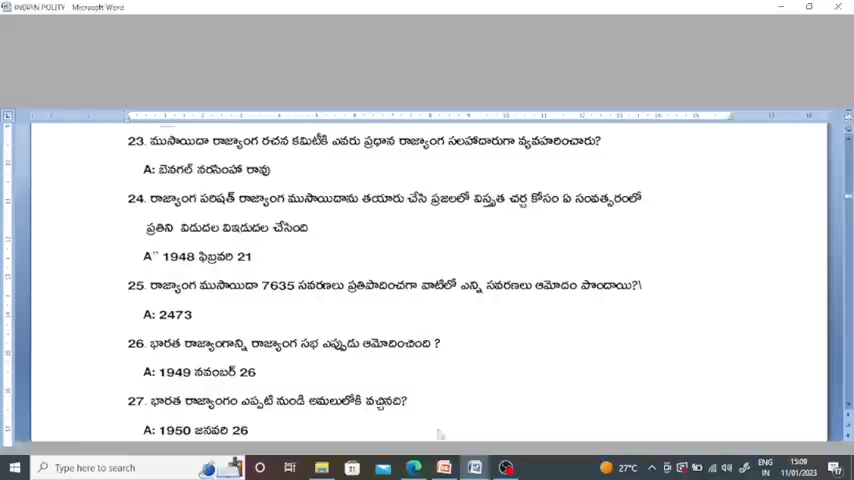 INDIAN POLITY - Microsoft Word
23. ముసాయిదా రాజ్యాంగ రచన కమిటీకి ఎవరు ప్రధాన రాజ్యాంగ సలహాదారుగా వ్యవహరించారు?
A: బెనగల్ నరసింహా రావు
24. రాజ్యాంగ పరిషత్ రాజ్యాంగ ముసాయిదాను తయారు చేసి ప్రజలలో విస్తృత చర్చ కోసం ఏ సంవత్సరంలో
ప్రతిని విడుదల విఇడుదల చేసింది
A" 1948 ఫిబ్రవరి 21
25. రాజ్యాంగ ముసాయిదా 7635 సవరణలు ప్రతిపాదించగా వాటిలో ఎన్ని సవరణలు ఆమోదం పొందాయి?\
A: 2473
26. భారత రాజ్యాంగాన్ని రాజ్యాంగ సభ ఎప్పుడు ఆమోదించింది ?
A: 1949 నవంబర్ 26
27. భారత రాజ్యంగం ఎప్పటి నుండి అమలులోకి వచ్చినది?
A: 1950 జనవరి 26
Type here to search
27°C
ENG
IN
15:09
11/01/2023
17